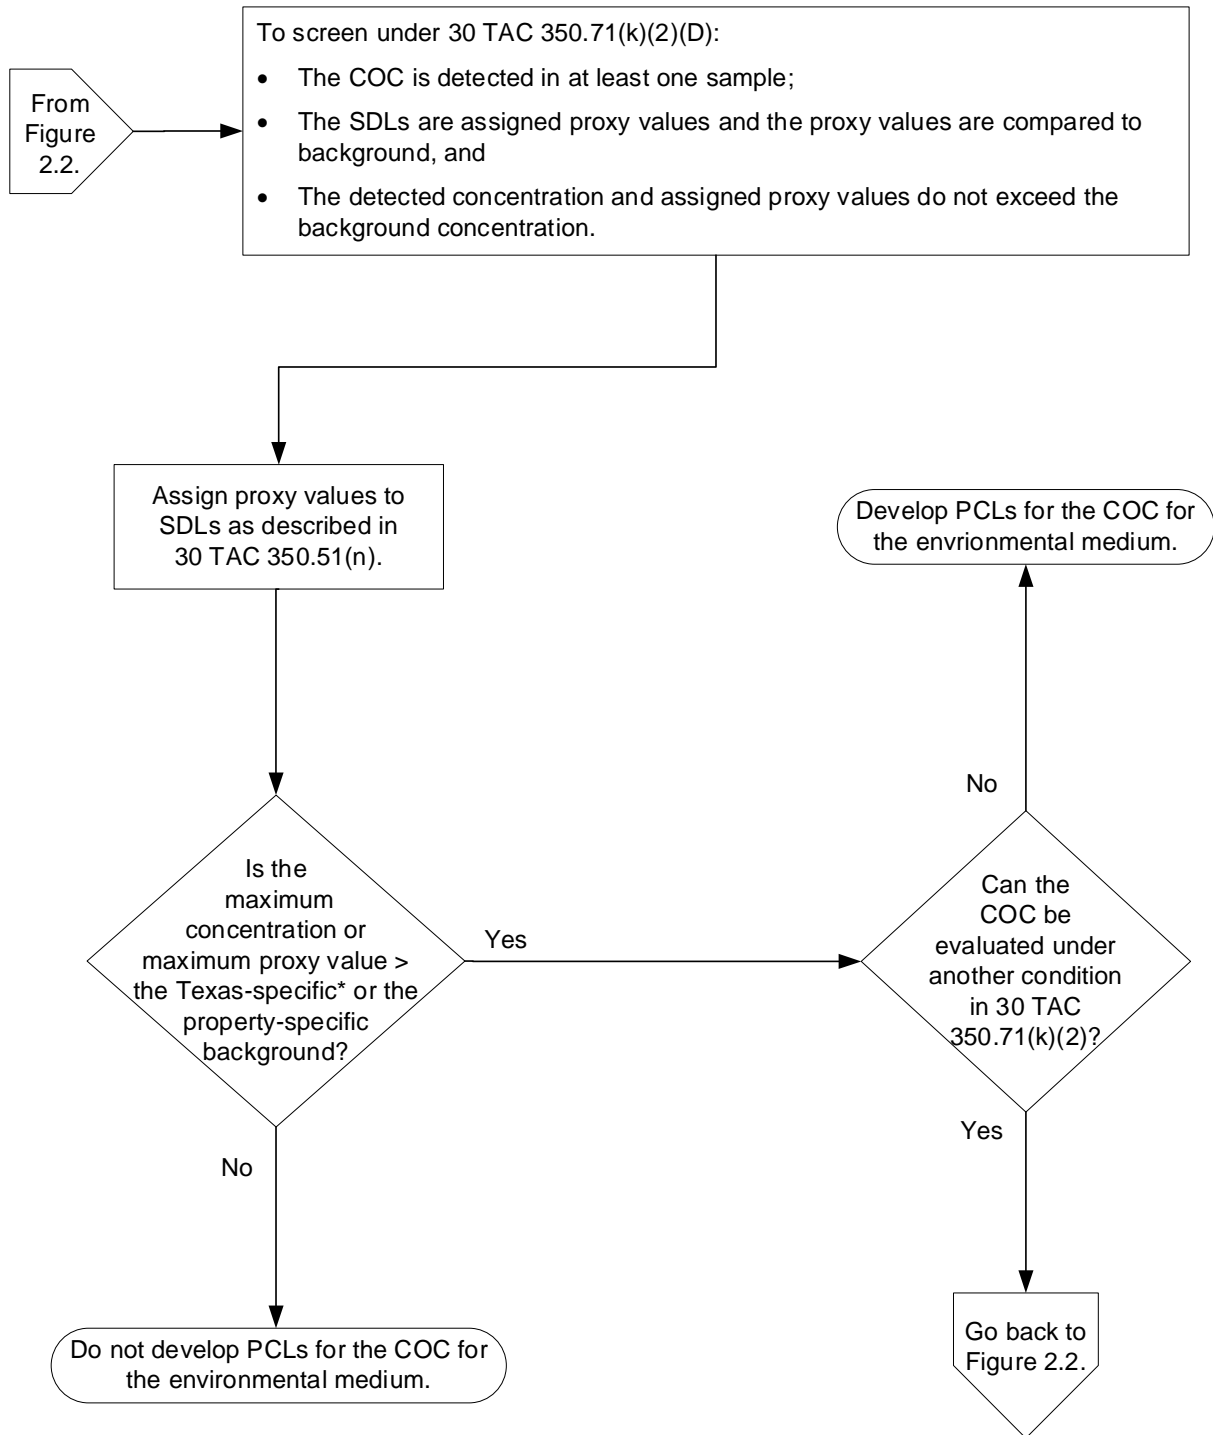 To screen under 30 TAC 350.71(k)(2)(D):
• The COC is detected in at least one sample;
• The SDLs are assigned proxy values and the proxy values are compared to
background, and
• The detected concentration and assigned proxy values do not exceed the
background concentration.
From
Figure
2.2.
Assign proxy values to
SDLs as described in
30 TAC 350.51(n).
Develop PCLs for the COC for
the envrionmental medium.
No
Is the
maximum
concentration or
maximum proxy value >
the Texas-specific* or the
property-specific
background?
Yes
Can the
COC be
evaluated under
another condition
in 30 TAC
350.71(k)(2)?
No
Yes
Do not develop PCLs for the COC for
the environmental medium.
Go back to
Figure 2.2.